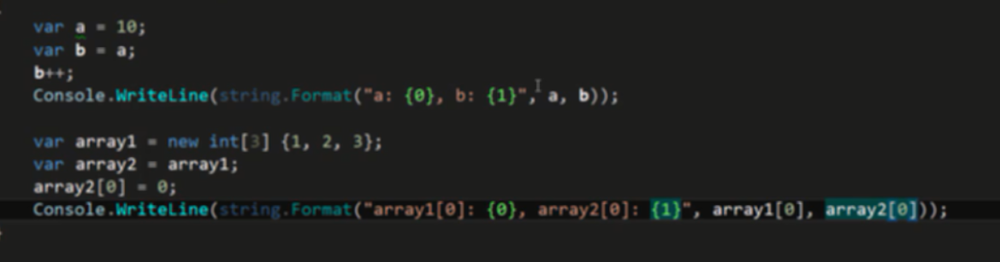 var a = 10;
var b = a;
b++;
Console.WriteLine(string.Format("a: {0}, b: {1}", a, b));
var array1 = new int[3] {1, 2, 3};
var array2 = array1;
array2[0] = 0;
Console.WriteLine(string.Format("array1[0]: {0}, array2[0]: {1}", array1[0], array2[0]));